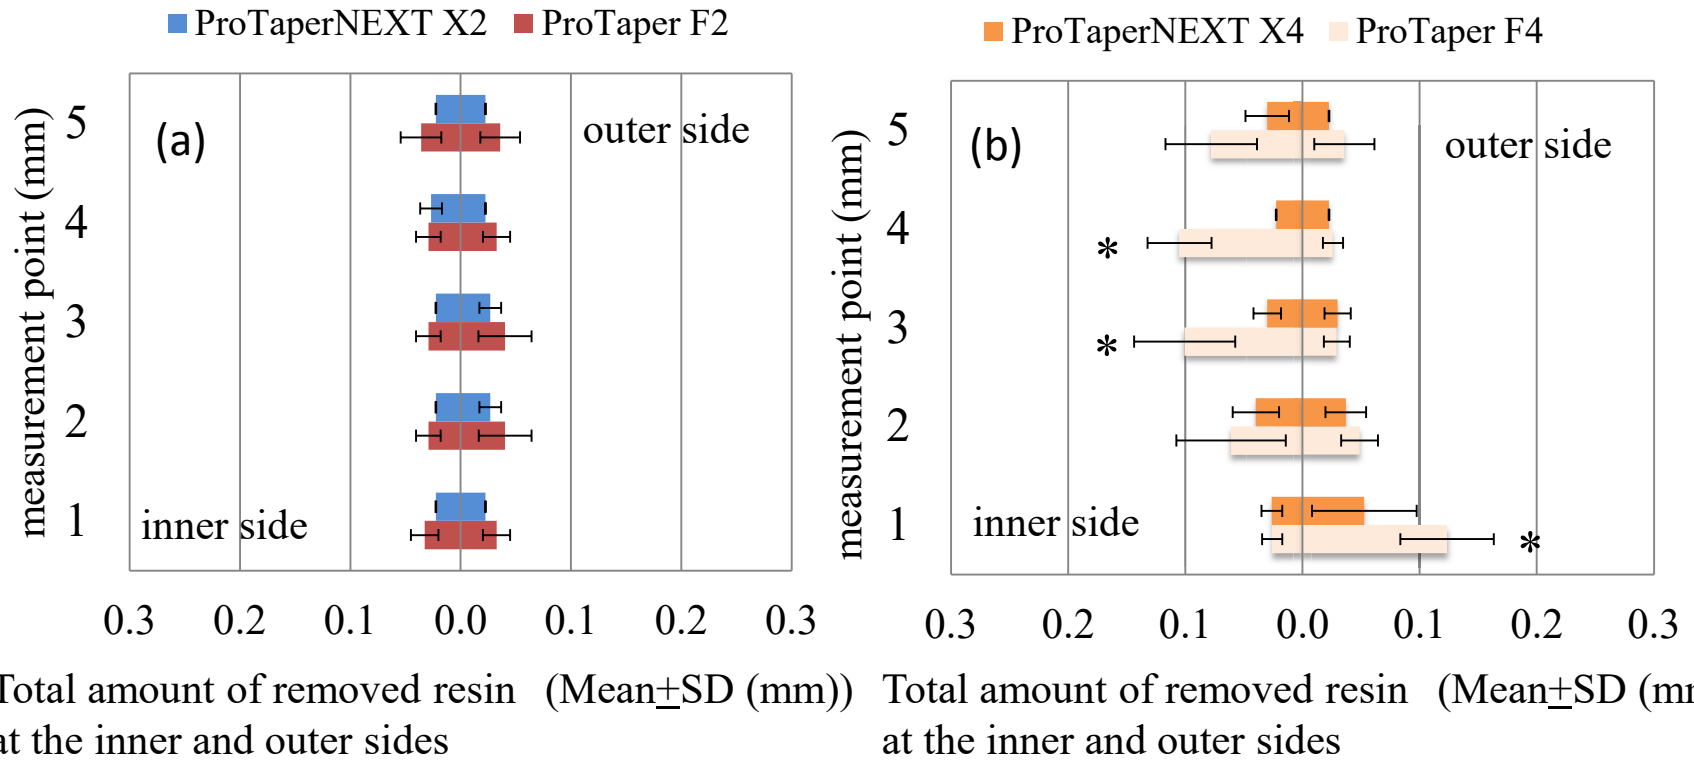 ProTaperNEXT X2 ProTaper F2
measurement point (mm)
5
4
3
2
1
(a)
outer side
inner side
0.3 0.2 0.1 0.0 0.1 0.2 0.3
Total amount of removed resin (Mean±SD (mm))
at the inner and outer sides
ProTaperNEXT X4 ProTaper F4
measurement point (mm)
5
4
3
2
1
(b)
outer side
*
*
inner side
*
0.3 0.2 0.1 0.0 0.1 0.2 0.3
Total amount of removed resin (Mean±SD (m
at the inner and outer sides